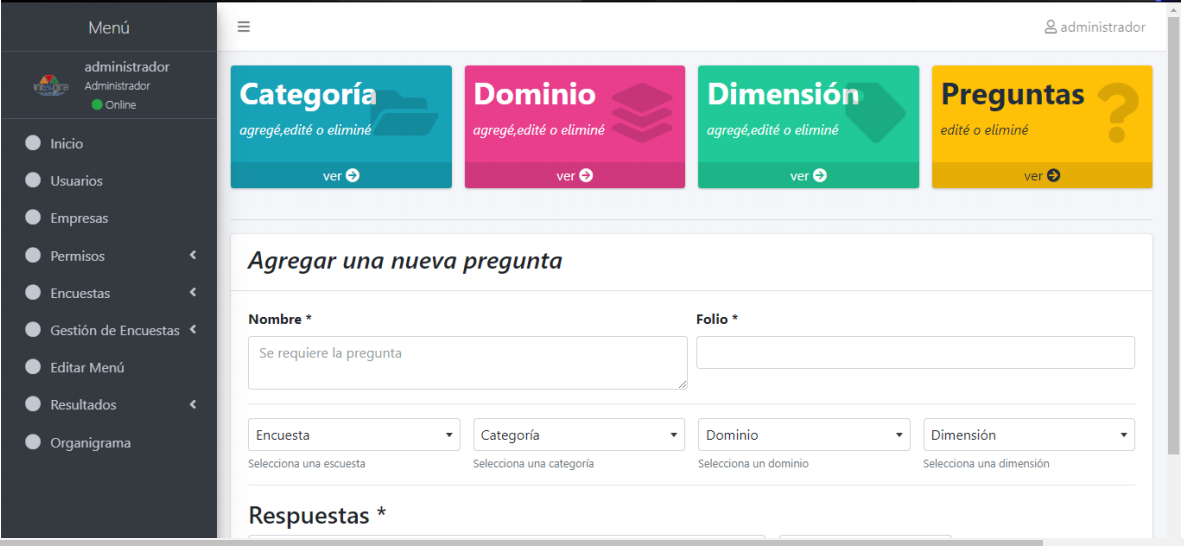 Menú
administrador
administrador
Administrador
Online
Inicio
Usuarios
Empresas
Permisos
Encuestas
Gestión de Encuestas
Editar Menú
Resultados
Organigrama
Categoría
agregé,edité o eliminé
ver
Dominio
agregé,edité o eliminé
ver
Dimensión
agregé,edité o eliminé
ver
Preguntas
edité o eliminé
ver
Agregar una nueva pregunta
Nombre *
Folio *
Se requiere la pregunta
Encuesta
Categoría
Dominio
Dimensión
Selecciona una escuesta
Selecciona una categoría
Selecciona un dominio
Selecciona una dimensión
Respuestas *